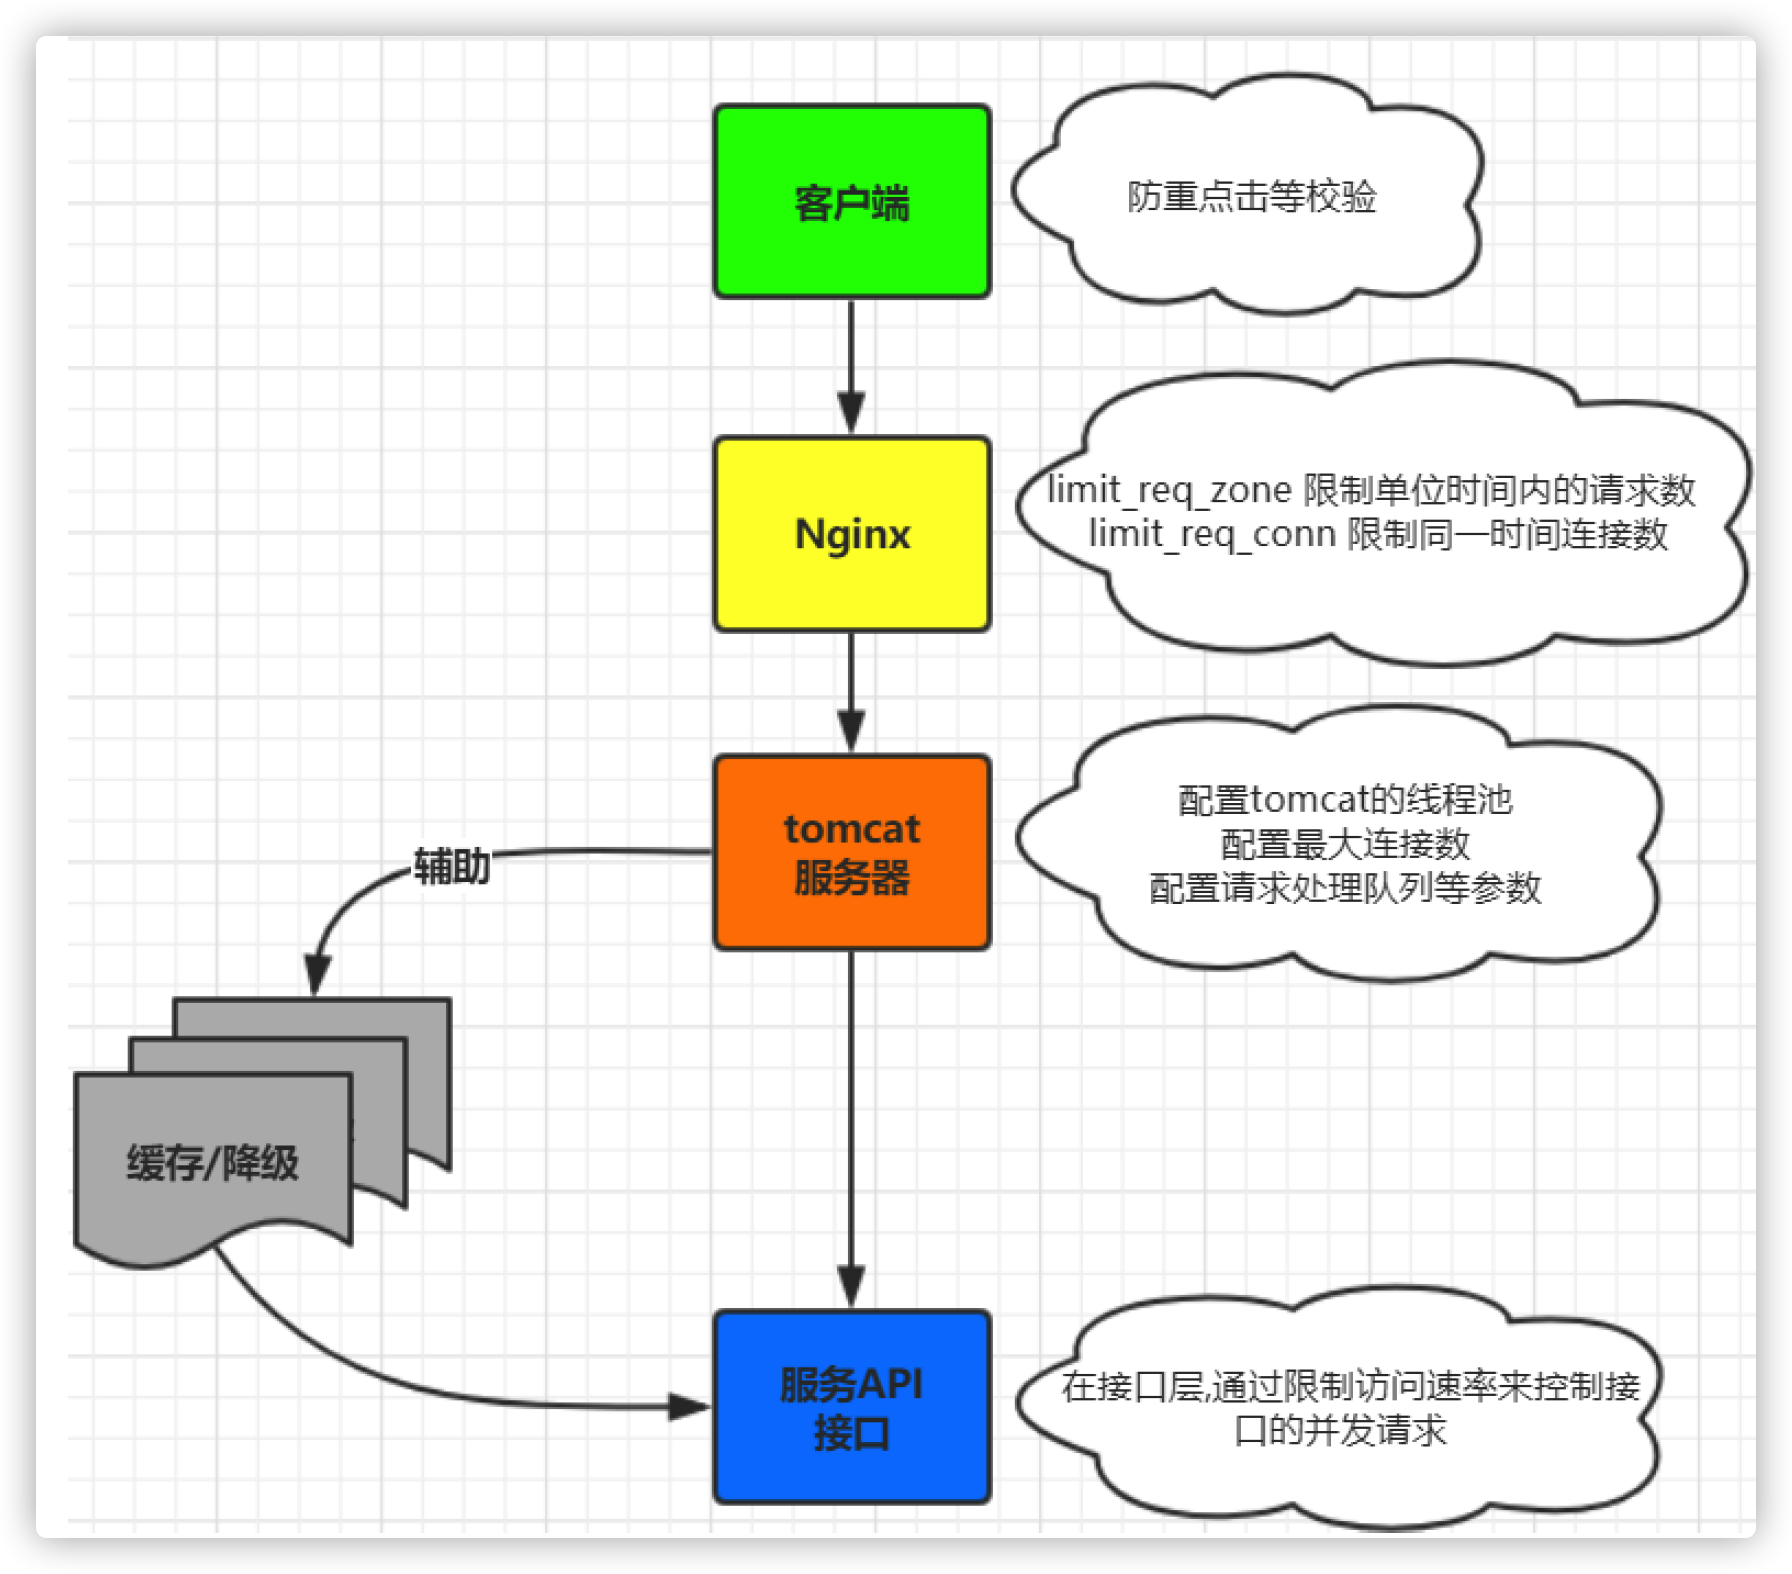 客户端
防重点击等校验
Nginx
limit_req_zone 限制单位时间内的请求数
limit_req_conn 限制同一时间连接数
tomcat
服务器
配置tomcat的线程池
配置最大连接数
配置请求处理队列等参数
辅助
缓存/降级
服务API
接口
在接口层,通过限制访问速率来控制接
口的并发请求